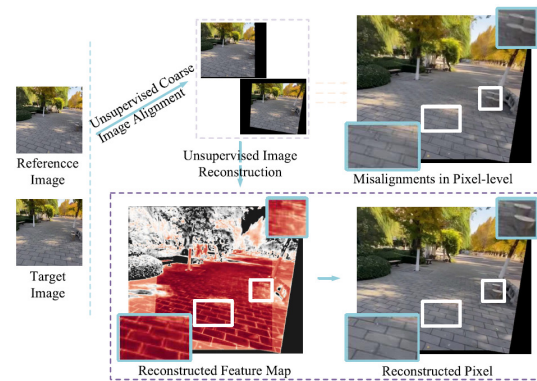 Unsupervised Coarse
Image Alignment
Referencce
Image
Unsupervised Image
Reconstruction
Misalignments in Pixel-level
Target
Image
Reconstructed Feature Map
Reconstructed Pixel